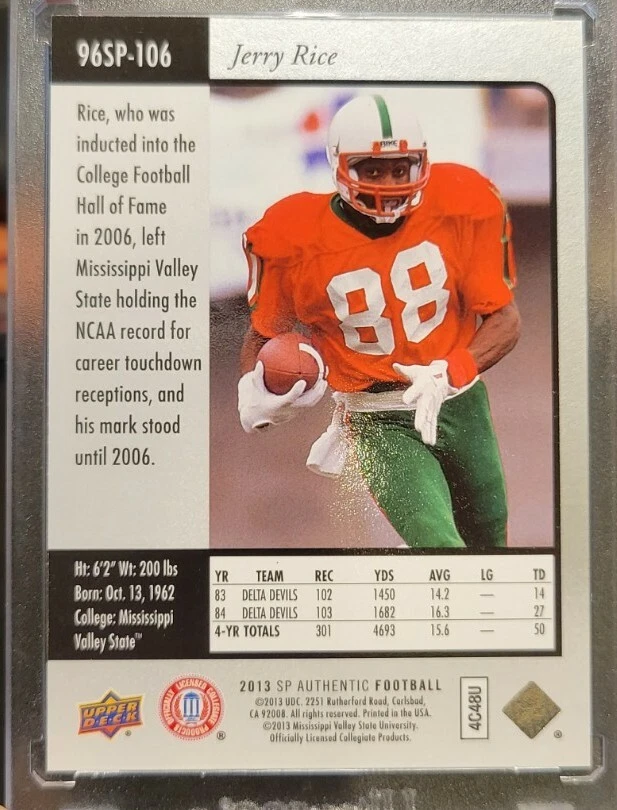 96SP-106
Jerry Rice
Rice, who was
inducted into the
College Football
Hall of Fame
in 2006, left
Mississippi Valley
State holding the
NCAA record for
career touchdown
receptions, and
his mark stood
until 2006.
88
Ht: 6'2" Wt: 200 lbs
Born: Oct. 13, 1962
College: Mississippi
Valley State™
YR TEAM REC YDS AVG LG TD
83 DELTA DEVILS 102 1450 14.2 — 14
84 DELTA DEVILS 103 1682 16.3 — 27
4-YR TOTALS 301 4693 15.6 — 50
UPPER
DECK
OFFICIALLY LICENSED COLLEGIATE PRODUCTS
®
2013 SP AUTHENTIC FOOTBALL
©2013 UDC. 2251 Rutherford Road, Carlsbad,
CA 92008. All rights reserved. Printed in the USA.
©2013 Mississippi Valley State University.
Officially Licensed Collegiate Products.
4C48U